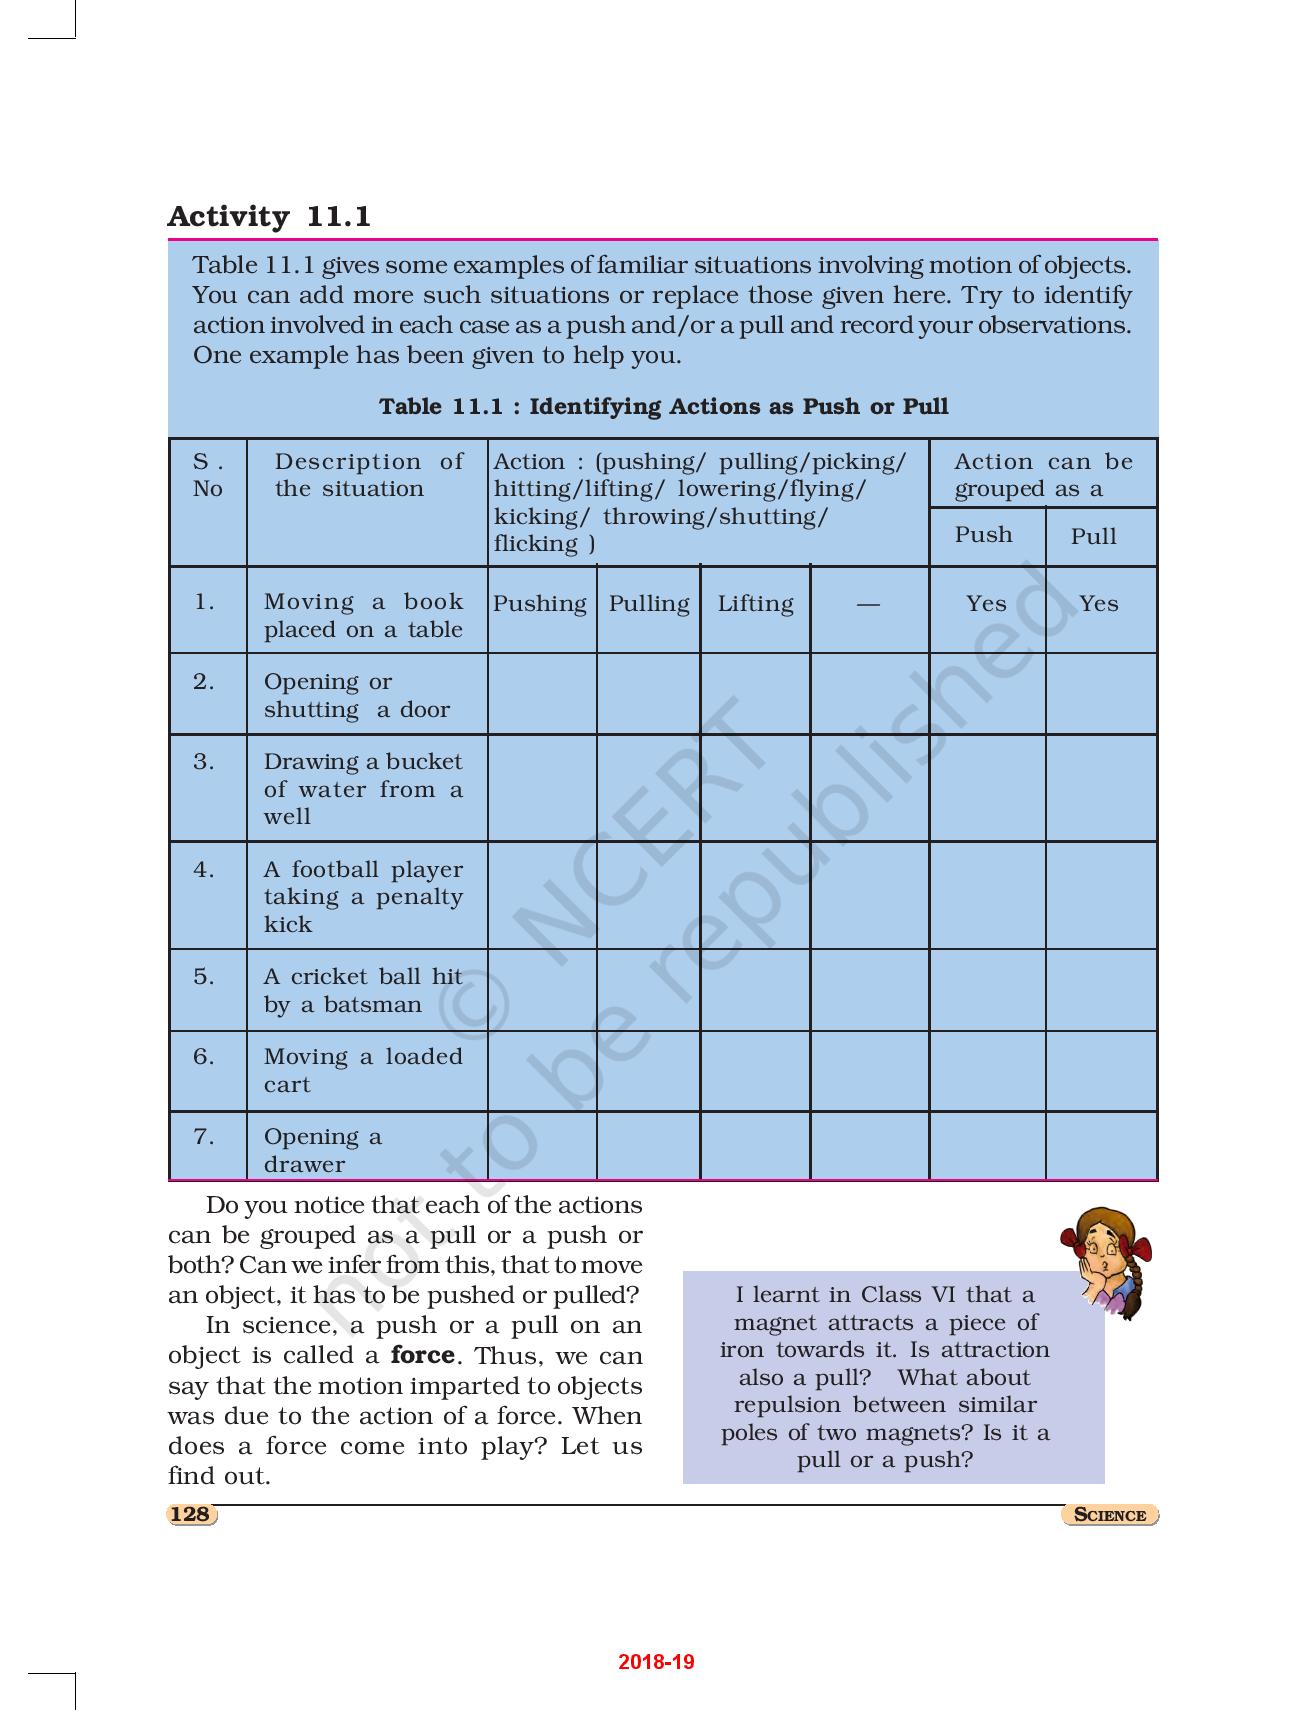 Activity 11.1
Table 11.1 gives some examples of familiar situations involving motion of objects.
You can add more such situations or replace those given here. Try to identify
action involved in each case as a push and/or a pull and record your observations.
One example has been given to help you.
Table 11.1 : Identifying Actions as Push or Pull
S .
No
Description of
the situation
Action : (pushing/ pulling/picking/
hitting/lifting/ lowering/flying/
kicking/ throwing/shutting/
flicking )
Action can be
grouped as a
Push Pull
1. Moving a book
placed on a table
Pushing Pulling Lifting — Yes Yes
2. Opening or
shutting a door
3. Drawing a bucket
of water from a
well
4. A football player
taking a penalty
kick
5. A cricket ball hit
by a batsman
6. Moving a loaded
cart
7. Opening a
drawer
© NCERT
not to be republished
Do you notice that each of the actions
can be grouped as a pull or a push or
both? Can we infer from this, that to move
an object, it has to be pushed or pulled?
In science, a push or a pull on an
object is called a force. Thus, we can
say that the motion imparted to objects
was due to the action of a force. When
does a force come into play? Let us
find out.
I learnt in Class VI that a
magnet attracts a piece of
iron towards it. Is attraction
also a pull? What about
repulsion between similar
poles of two magnets? Is it a
pull or a push?
128
SCIENCE
2018-19